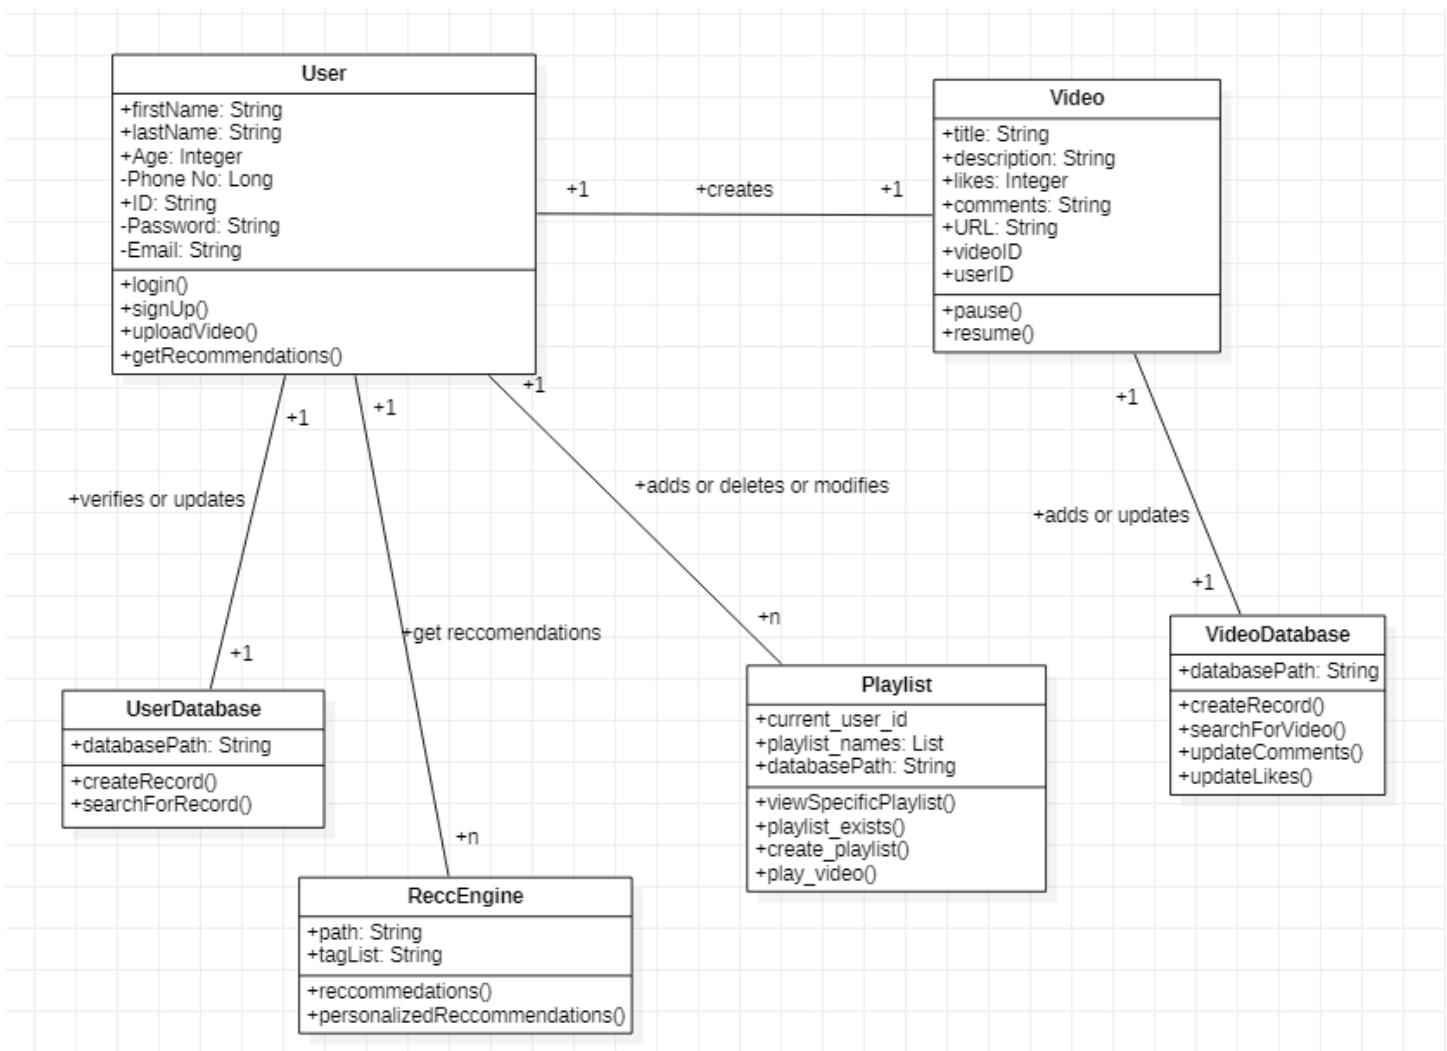 User
+firstName: String
+lastName: String
+Age: Integer
-Phone No: Long
+ID: String
-Password: String
-Email: String
+login()
+signUp()
+uploadVideo()
+getRecommendations()
+1
+creates
+1
Video
+title: String
+description: String
+likes: Integer
+comments: String
+URL: String
+videoID
+userID
+pause()
+resume()
+1
+1
+1
+1
+verifies or updates
+adds or deletes or modifies
+adds or updates
+1
+n
+get reccomendations
+1
UserDatabase
+databasePath: String
+createRecord()
+searchForRecord()
+n
ReccEngine
+path: String
+tagList: String
+reccommedations()
+personalizedReccommendations()
Playlist
+current_user_id
+playlist_names: List
+databasePath: String
+viewSpecificPlaylist()
+playlist_exists()
+create_playlist()
+play_video()
VideoDatabase
+databasePath: String
+createRecord()
+searchForVideo()
+updateComments()
+updateLikes()